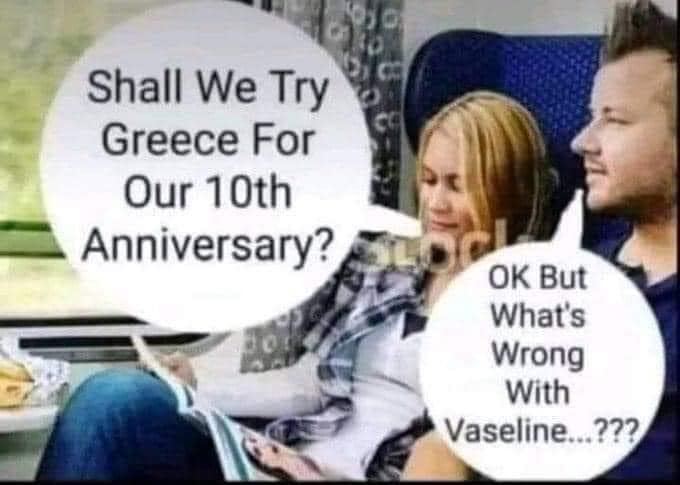 Shall We Try
Greece For
Our 10th
Anniversary?
OK But
What's
Wrong
With
Vaseline...???